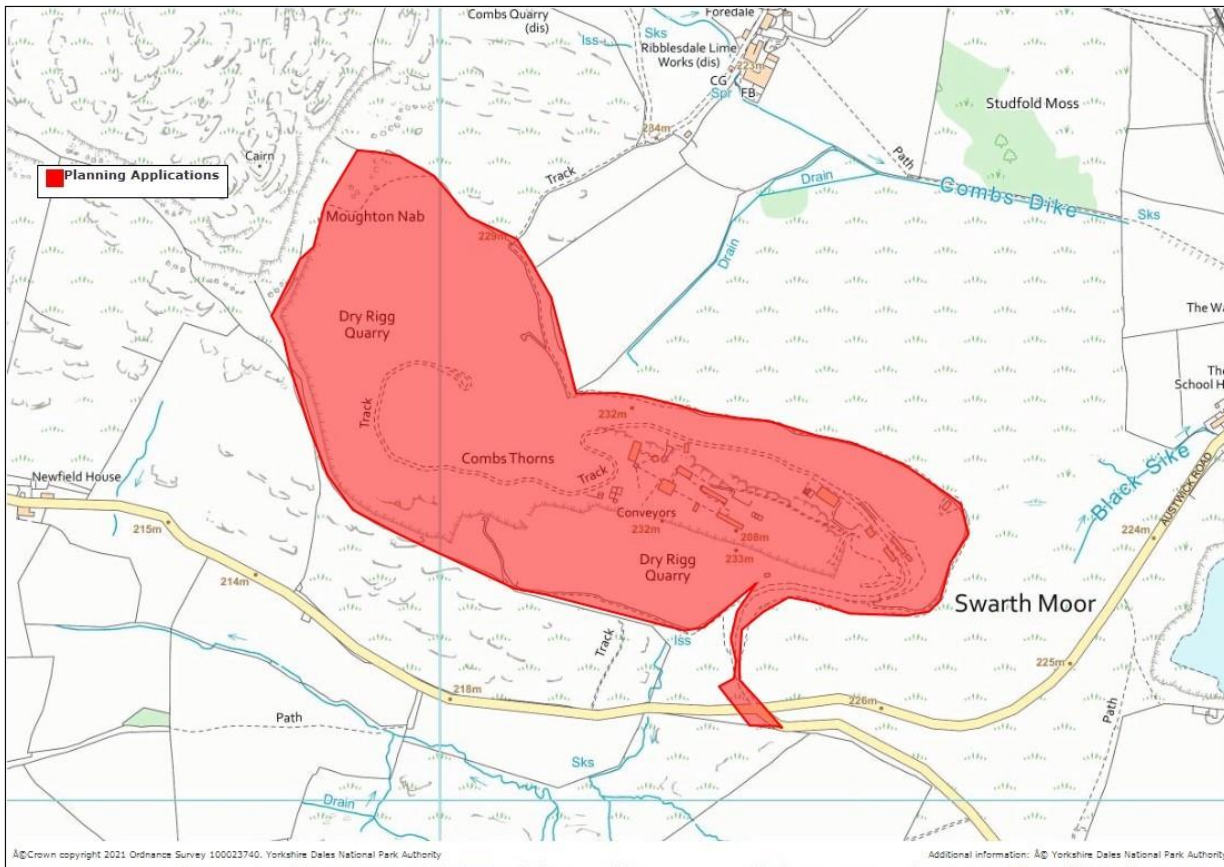 Combs Quarry
(dis)
Foredale
Sks
Iss
Ribblesdale Lime
Works (dis)
223m
CG
Spr
FB
Studfold Moss
234m
Cairn
Planning Applications
Track
Path
Drain
Combs Dike
Sks
Moughton Nab
229m
Drain
Dry Rigg
Quarry
The
School H
232m
Track
Combs Thorns
Track
Newfield House
Conveyors
232m
208m
233m
Black Sike
AUSTWICK ROAD
224m
215m
214m
Dry Rigg
Quarry
Swarth Moor
Iss
Track
225m
218m
226m
Path
Path
Sks
Drain
Â©Crown copyright 2021 Ordnance Survey 100023740. Yorkshire Dales National Park Authority
Additional information: Â© Yorkshire Dales National Park Authority